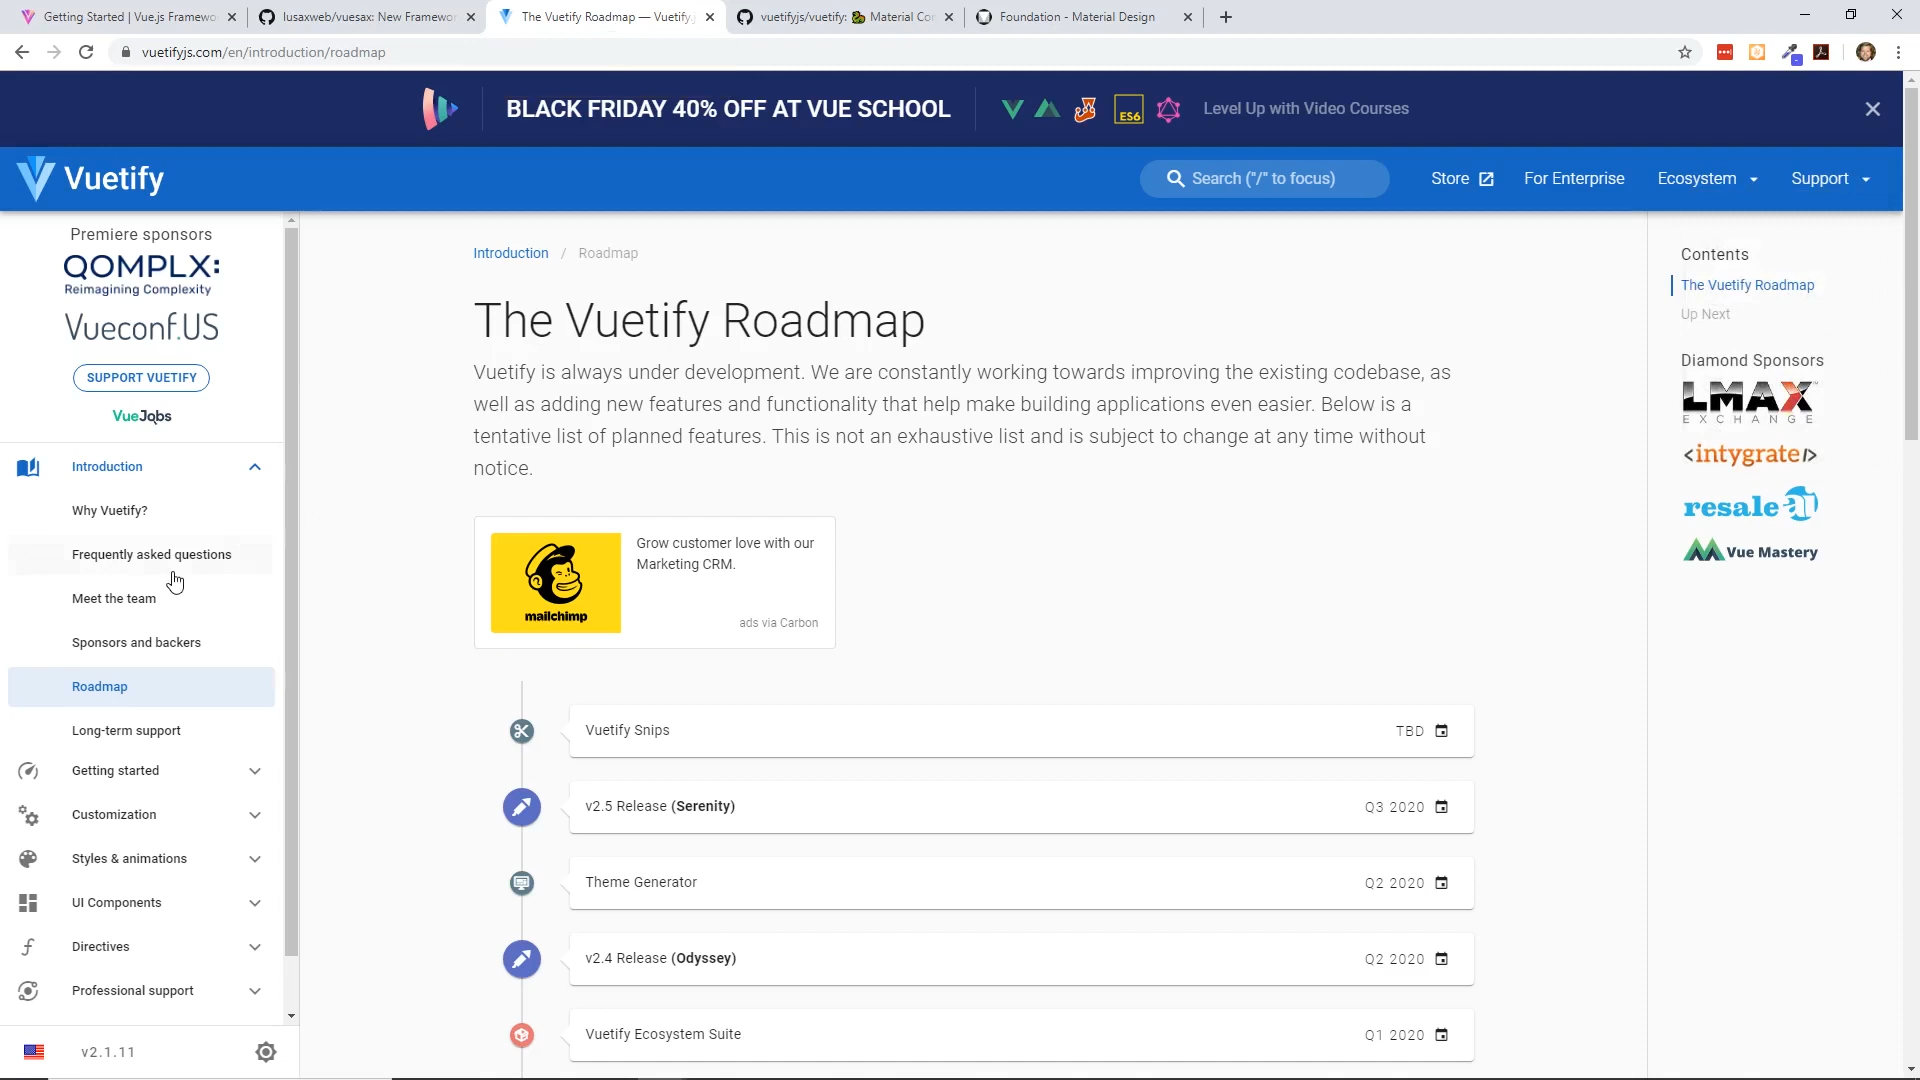 Getting Started | Vue.js Framewo
lusaxweb/vuesax: New Framewor
The Vuetify Roadmap — Vuetify.j
vuetifyjs/vuetify: Material Cor
Foundation - Material Design
vuetifyjs.com/en/introduction/roadmap
BLACK FRIDAY 40% OFF AT VUE SCHOOL
ES6
Level Up with Video Courses
Vuetify
Search ("/" to focus)
Store
For Enterprise
Ecosystem
Support
Premiere sponsors
QOMPLX:
Reimagining Complexity
Vueconf.US
SUPPORT VUETIFY
VueJobs
Introduction
Why Vuetify?
Frequently asked questions
Meet the team
Sponsors and backers
Roadmap
Long-term support
Getting started
Customization
Styles & animations
UI Components
Directives
Professional support
v2.1.11
Introduction / Roadmap
The Vuetify Roadmap
Vuetify is always under development. We are constantly working towards improving the existing codebase, as
well as adding new features and functionality that help make building applications even easier. Below is a
tentative list of planned features. This is not an exhaustive list and is subject to change at any time without
notice.
mailchimp
Grow customer love with our
Marketing CRM.
ads via Carbon
Vuetify Snips TBD
v2.5 Release (Serenity) Q3 2020
Theme Generator Q2 2020
v2.4 Release (Odyssey) Q2 2020
Vuetify Ecosystem Suite Q1 2020
Contents
The Vuetify Roadmap
Up Next
Diamond Sponsors
LMAX
EXCHANGE
<intygrate/>
resale ai
Vue Mastery